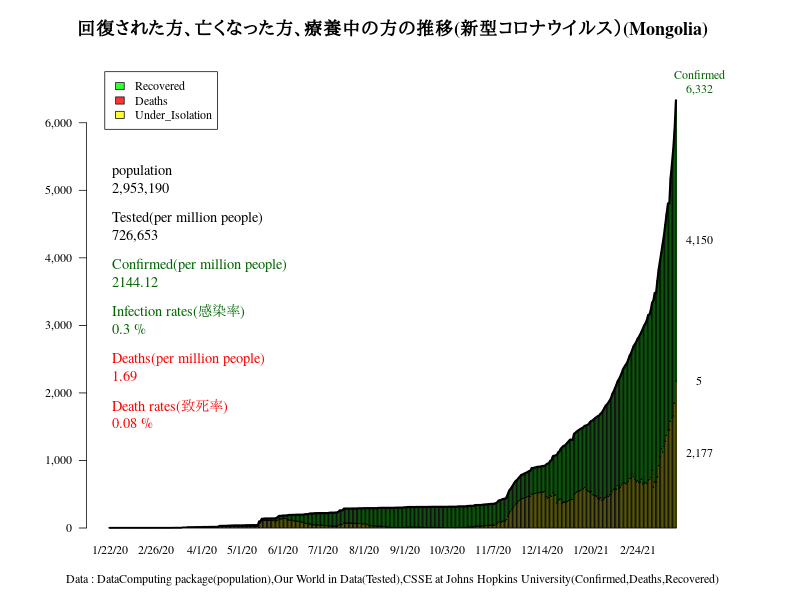 回復された方、亡くなった方、療養中の方の推移(新型コロナウイルス）(Mongolia)
Confirmed
6,332
Recovered
Deaths
Under_Isolation
6,000
5,000
4,000
3,000
2,000
1,000
0
population
2,953,190
Tested(per million people)
726,653
Confirmed(per million people)
2144.12
Infection rates(感染率)
0.3 %
Deaths(per million people)
1.69
Death rates(致死率)
0.08 %
4,150
5
2,177
1/22/20 2/26/20 4/1/20 5/1/20 6/1/20 7/1/20 8/1/20 9/1/20 10/3/20 11/7/20 12/14/20 1/20/21 2/24/21
Data : DataComputing package(population),Our World in Data(Tested),CSSE at Johns Hopkins University(Confirmed,Deaths,Recovered)